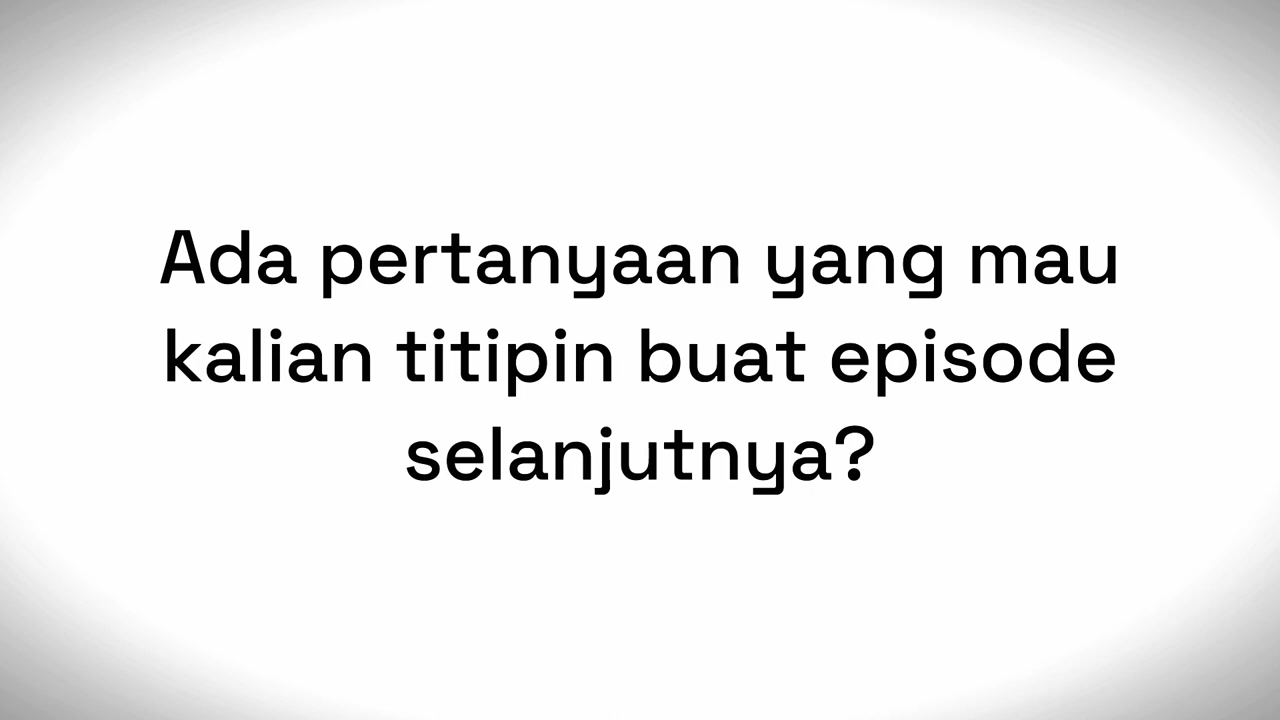 Ada pertanyaan yang mau
kalian titipin buat episode
selanjutnya?